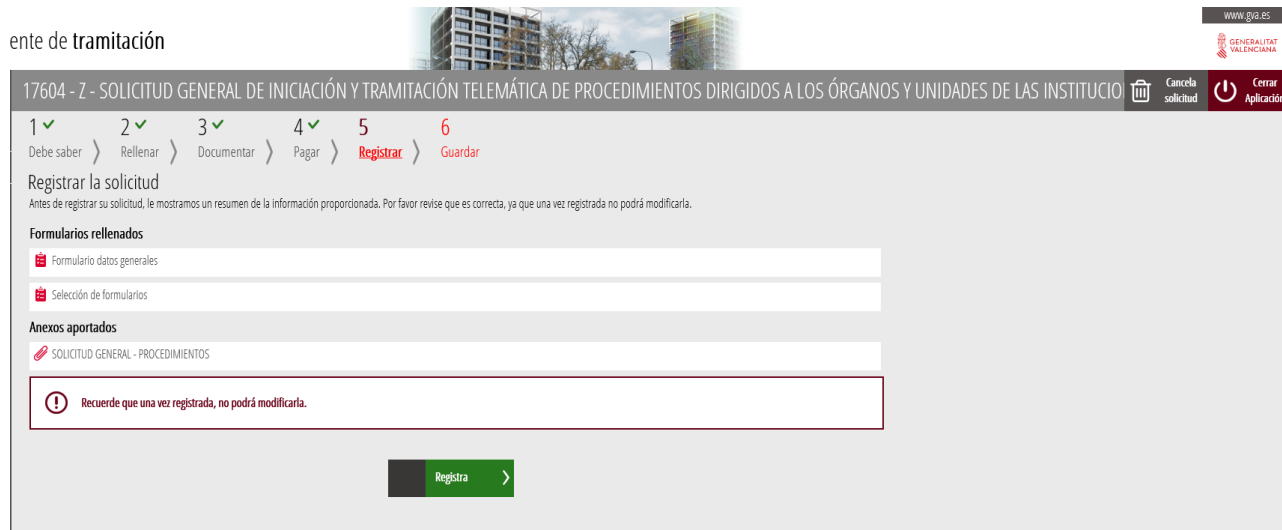 www.gva.es
ente de tramitación
GENERALITAT
VALENCIANA
17604 - Z - SOLICITUD GENERAL DE INICIACIÓN Y TRAMITACIÓN TELEMÁTICA DE PROCEDIMIENTOS DIRIGIDOS A LOS ÓRGANOS Y UNIDADES DE LAS INSTITUCIO
Cancela
solicitud
Cerrar
Aplicación
1 2 3 4 5 6
Debe saber Rellenar Documentar Pagar Registrar Guardar
Registrar la solicitud
Antes de registrar su solicitud, le mostramos un resumen de la información proporcionada. Por favor revise que es correcta, ya que una vez registrada no podrá modificarla.
Formularios rellenados
Formulario datos generales
Selección de formularios
Anexos aportados
SOLICITUD GENERAL - PROCEDIMIENTOS
Recuerde que una vez registrada, no podrá modificarla.
Registra